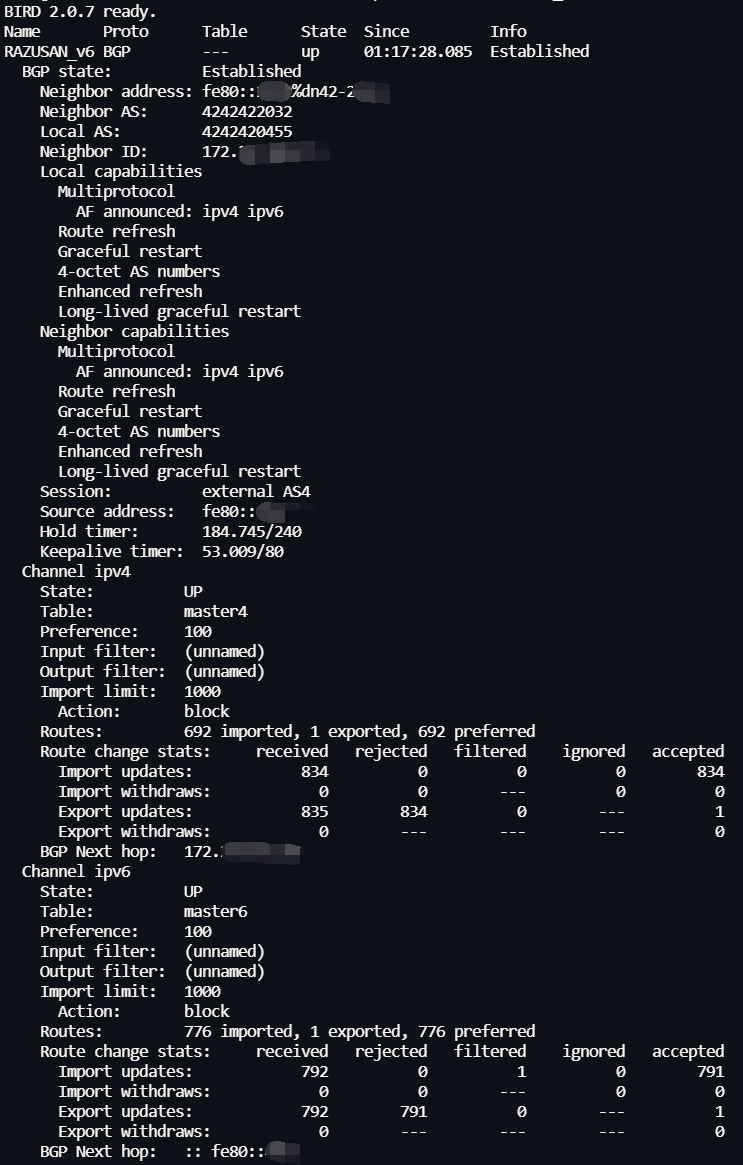 BIRD 2.0.7 ready.
Name       Proto      Table      State  Since         Info
RAZUSAN_v6 BGP        ---        up     01:17:28.085  Established
  BGP state:          Established
    Neighbor address: fe80:: %dn42-2
    Neighbor AS:      4242422032
    Local AS:         4242420455
    Neighbor ID:      172.
    Local capabilities
      Multiprotocol
        AF announced: ipv4 ipv6
      Route refresh
      Graceful restart
      4-octet AS numbers
      Enhanced refresh
      Long-lived graceful restart
    Neighbor capabilities
      Multiprotocol
        AF announced: ipv4 ipv6
      Route refresh
      Graceful restart
      4-octet AS numbers
      Enhanced refresh
      Long-lived graceful restart
    Session:          external AS4
    Source address:   fe80::
    Hold timer:       184.745/240
    Keepalive timer:  53.009/80
  Channel ipv4
    State:          UP
    Table:          master4
    Preference:     100
    Input filter:   (unnamed)
    Output filter:  (unnamed)
    Import limit:   1000
      Action:       block
    Routes:         692 imported, 1 exported, 692 preferred
    Route change stats:     received   rejected   filtered    ignored   accepted
      Import updates:            834          0          0          0        834
      Import withdraws:            0          0        ---          0          0
      Export updates:            835        834          0        ---          1
      Export withdraws:            0        ---        ---        ---          0
    BGP Next hop:   172.
  Channel ipv6
    State:          UP
    Table:          master6
    Preference:     100
    Input filter:   (unnamed)
    Output filter:  (unnamed)
    Import limit:   1000
      Action:       block
    Routes:         776 imported, 1 exported, 776 preferred
    Route change stats:     received   rejected   filtered    ignored   accepted
      Import updates:            792          0          1          0        791
      Import withdraws:            0          0        ---          0          0
      Export updates:            792        791          0        ---          1
      Export withdraws:            0        ---        ---        ---          0
    BGP Next hop:   :: fe80::